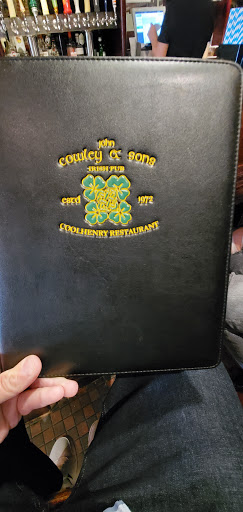 John
Cowley & Sons
IRISH PUB
ESTD 1972
COOLHENRY RESTAURANT